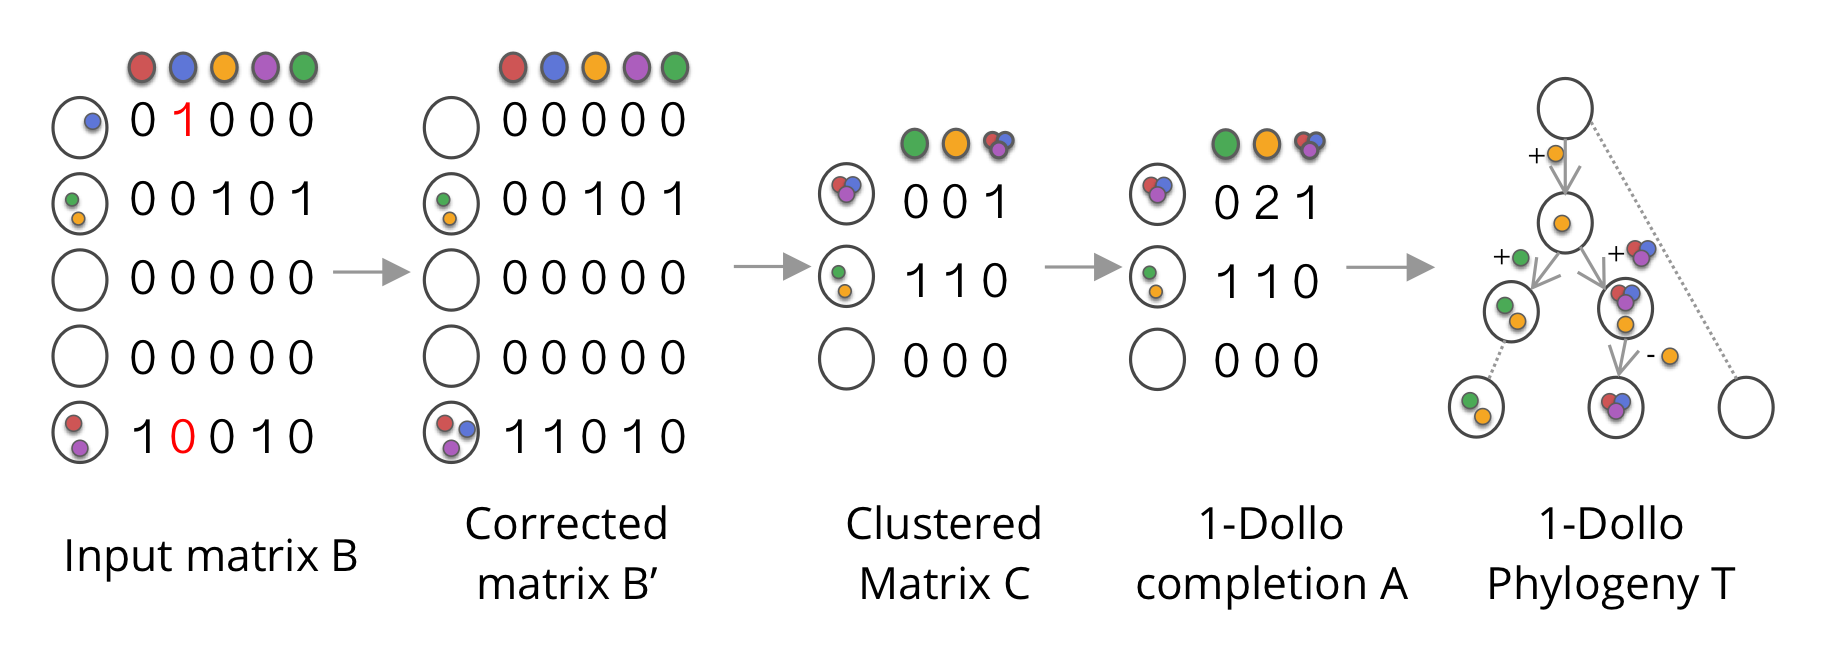 0 1 0 0 0
0 0 1 0 1
0 0 0 0 0
0 0 0 0 0
1 0 0 1 0
Input matrix B
0 0 0 0 0
0 0 1 0 1
0 0 0 0 0
0 0 0 0 0
1 1 0 1 0
Corrected
matrix B’
0 0 1
1 1 0
0 0 0
Clustered
Matrix C
0 2 1
1 1 0
0 0 0
1-Dollo
completion A
+
+ +
-
1-Dollo
Phylogeny T